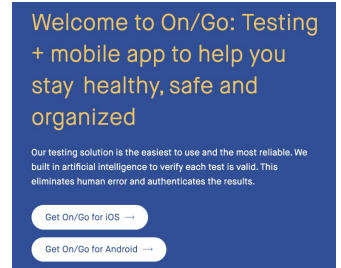 Welcome to On/Go: Testing
+ mobile app to help you
stay healthy, safe and
organized
Our testing solution is the easiest to use and the most reliable. We
built in artificial intelligence to verify each test is valid. This
eliminates human error and authenticates the results.
Get On/Go for iOS →
Get On/Go for Android →